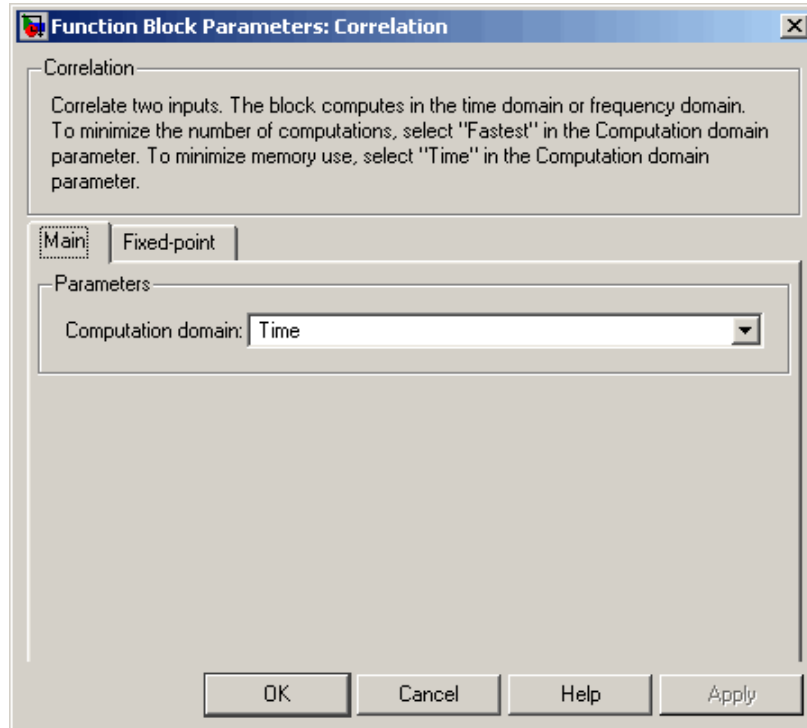 Function Block Parameters: Correlation
Correlation
Correlate two inputs. The block computes in the time domain or frequency domain.
To minimize the number of computations, select "Fastest" in the Computation domain
parameter. To minimize memory use, select "Time" in the Computation domain
parameter.
Main Fixed-point
Parameters
Computation domain: Time
OK Cancel Help Apply